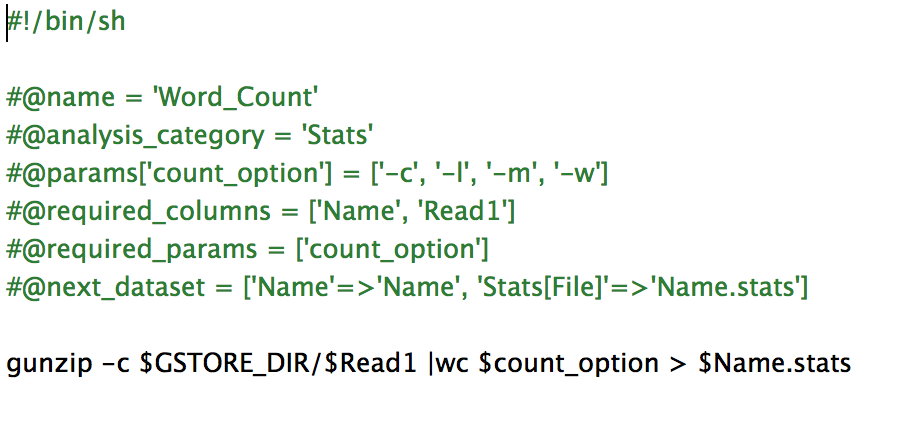 #!/bin/sh
#@name = 'Word_Count'
#@analysis_category = 'Stats'
#@params['count_option'] = ['-c', '-l', '-m', '-w']
#@required_columns = ['Name', 'Read1']
#@required_params = ['count_option']
#@next_dataset = ['Name'=>'Name', 'Stats[File]'=>'Name.stats']
gunzip -c $GSTORE_DIR/$Read1 |wc $count_option > $Name.stats